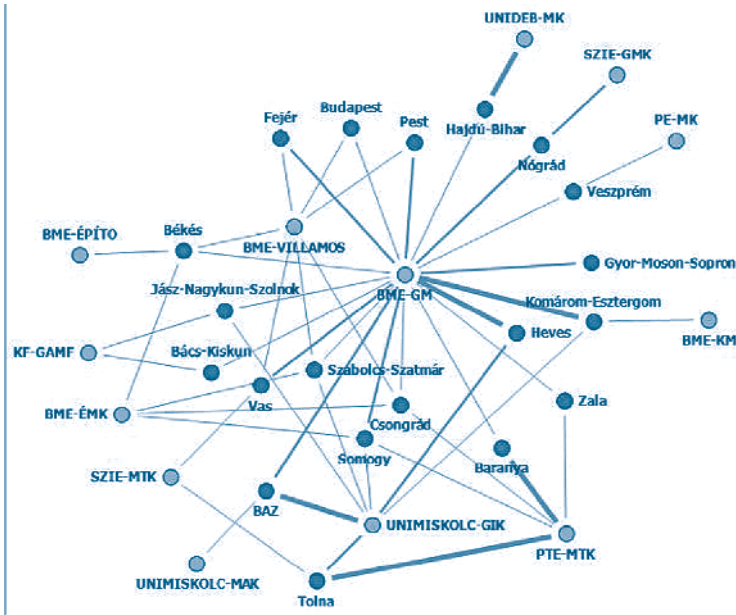 UNIDEB-MK
SZIE-GMK
Fejér
Budapest
Pest
Hajdú-Bihar
PE-MK
Nógrád
Veszprém
BME-ÉPÍTO
Békés
BME-VILLAMOS
Gyor-Moson-Sopron
Jász-Nagykun-Szolnok
BME-GM
Komárom-Esztergom
KF-GAMF
Bács-Kiskun
Heves
BME-KM
Szabolcs-Szatmár
BME-ÉMK
Vas
Csongrád
Zala
Somogy
Baranya
SZIE-MTK
BAZ
UNIMISKOLC-GIK
PTE-MTK
UNIMISKOLC-MAK
Tolna